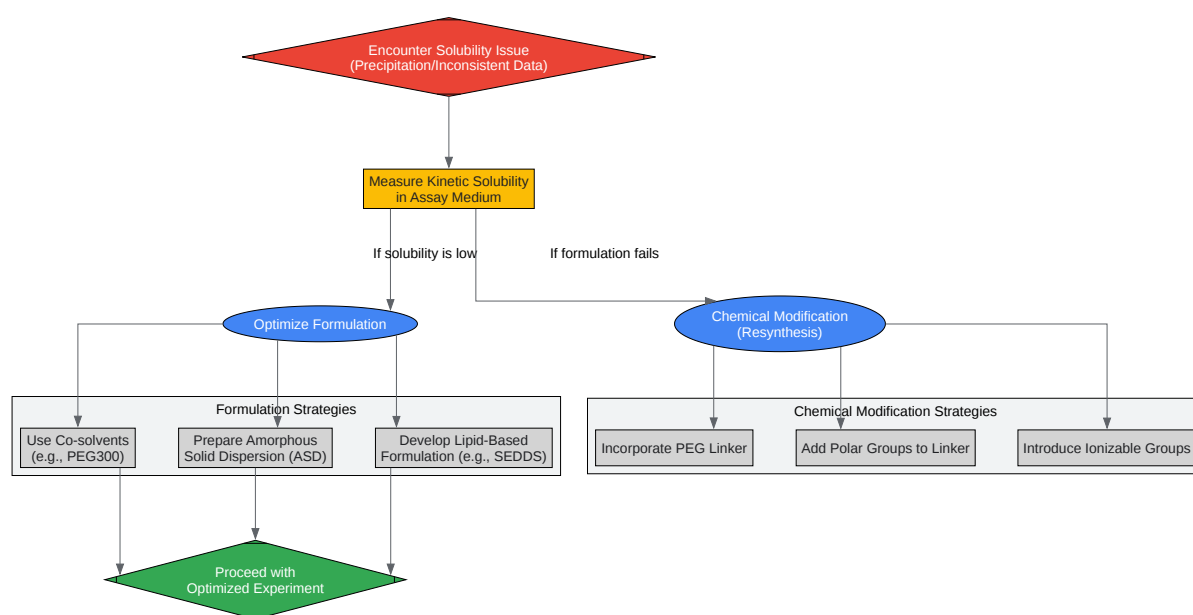 Encounter Solubility Issue
(Precipitation/Inconsistent Data)
Measure Kinetic Solubility
in Assay Medium
If solubility is low
If formulation fails
Optimize Formulation
Chemical Modification
(Resynthesis)
Formulation Strategies
Use Co-solvents
(e.g., PEG300)
Prepare Amorphous
Solid Dispersion (ASD)
Develop Lipid-Based
Formulation (e.g., SEDDS)
Chemical Modification Strategies
Incorporate PEG Linker
Add Polar Groups to Linker
Introduce Ionizable Groups
Proceed with
Optimized Experiment